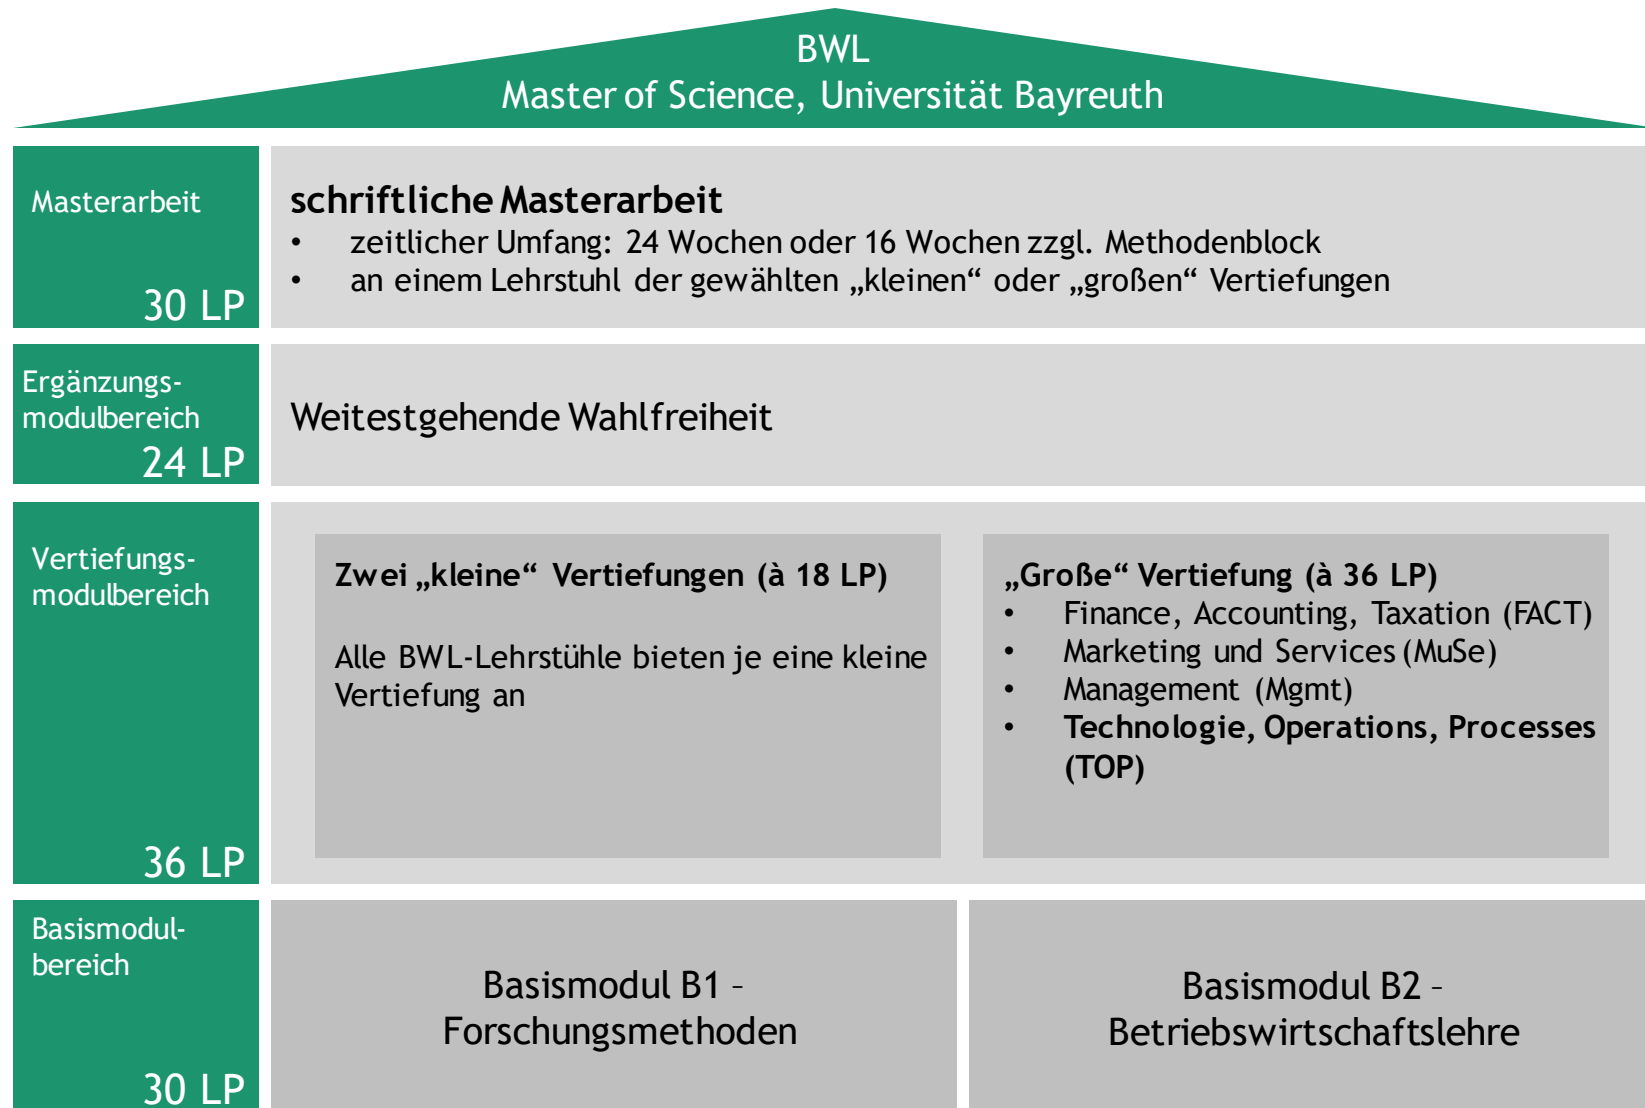 BWL
Master of Science, Universität Bayreuth
Masterarbeit
30 LP
schriftliche Masterarbeit
• zeitlicher Umfang: 24 Wochen oder 16 Wochen zzgl. Methodenblock
• an einem Lehrstuhl der gewählten „kleinen“ oder „großen“ Vertiefungen
Ergänzungs-
modulbereich
24 LP
Weitestgehende Wahlfreiheit
Vertiefungs-
modulbereich
36 LP
Zwei „kleine“ Vertiefungen (à 18 LP)
Alle BWL-Lehrstühle bieten je eine kleine
Vertiefung an
„Große“ Vertiefung (à 36 LP)
• Finance, Accounting, Taxation (FACT)
• Marketing und Services (MuSe)
• Management (Mgmt)
• Technologie, Operations, Processes
(TOP)
Basismodul-
bereich
30 LP
Basismodul B1 –
Forschungsmethoden
Basismodul B2 –
Betriebswirtschaftslehre